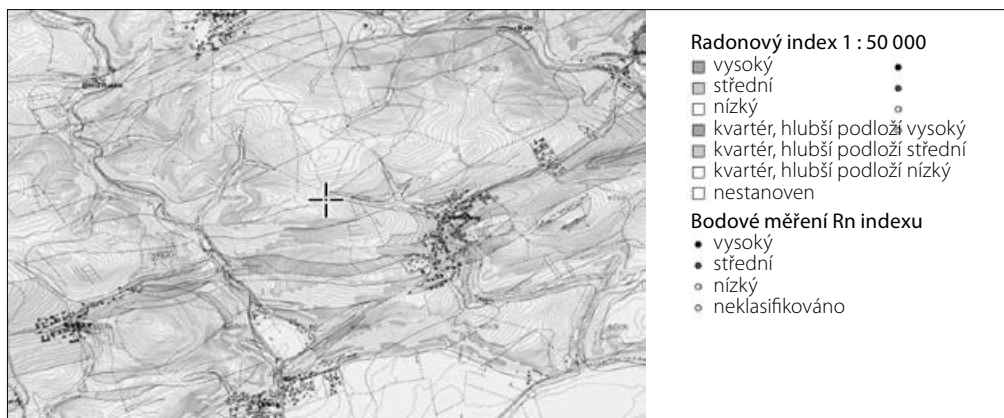 Radonový index 1 : 50 000
vysoký
střední
nízký
kvartér, hlubší podloží vysoký
kvartér, hlubší podloží střední
kvartér, hlubší podloží nízký
nestanoven
Bodové měření Rn indexu
vysoký
střední
nízký
neklasifikováno